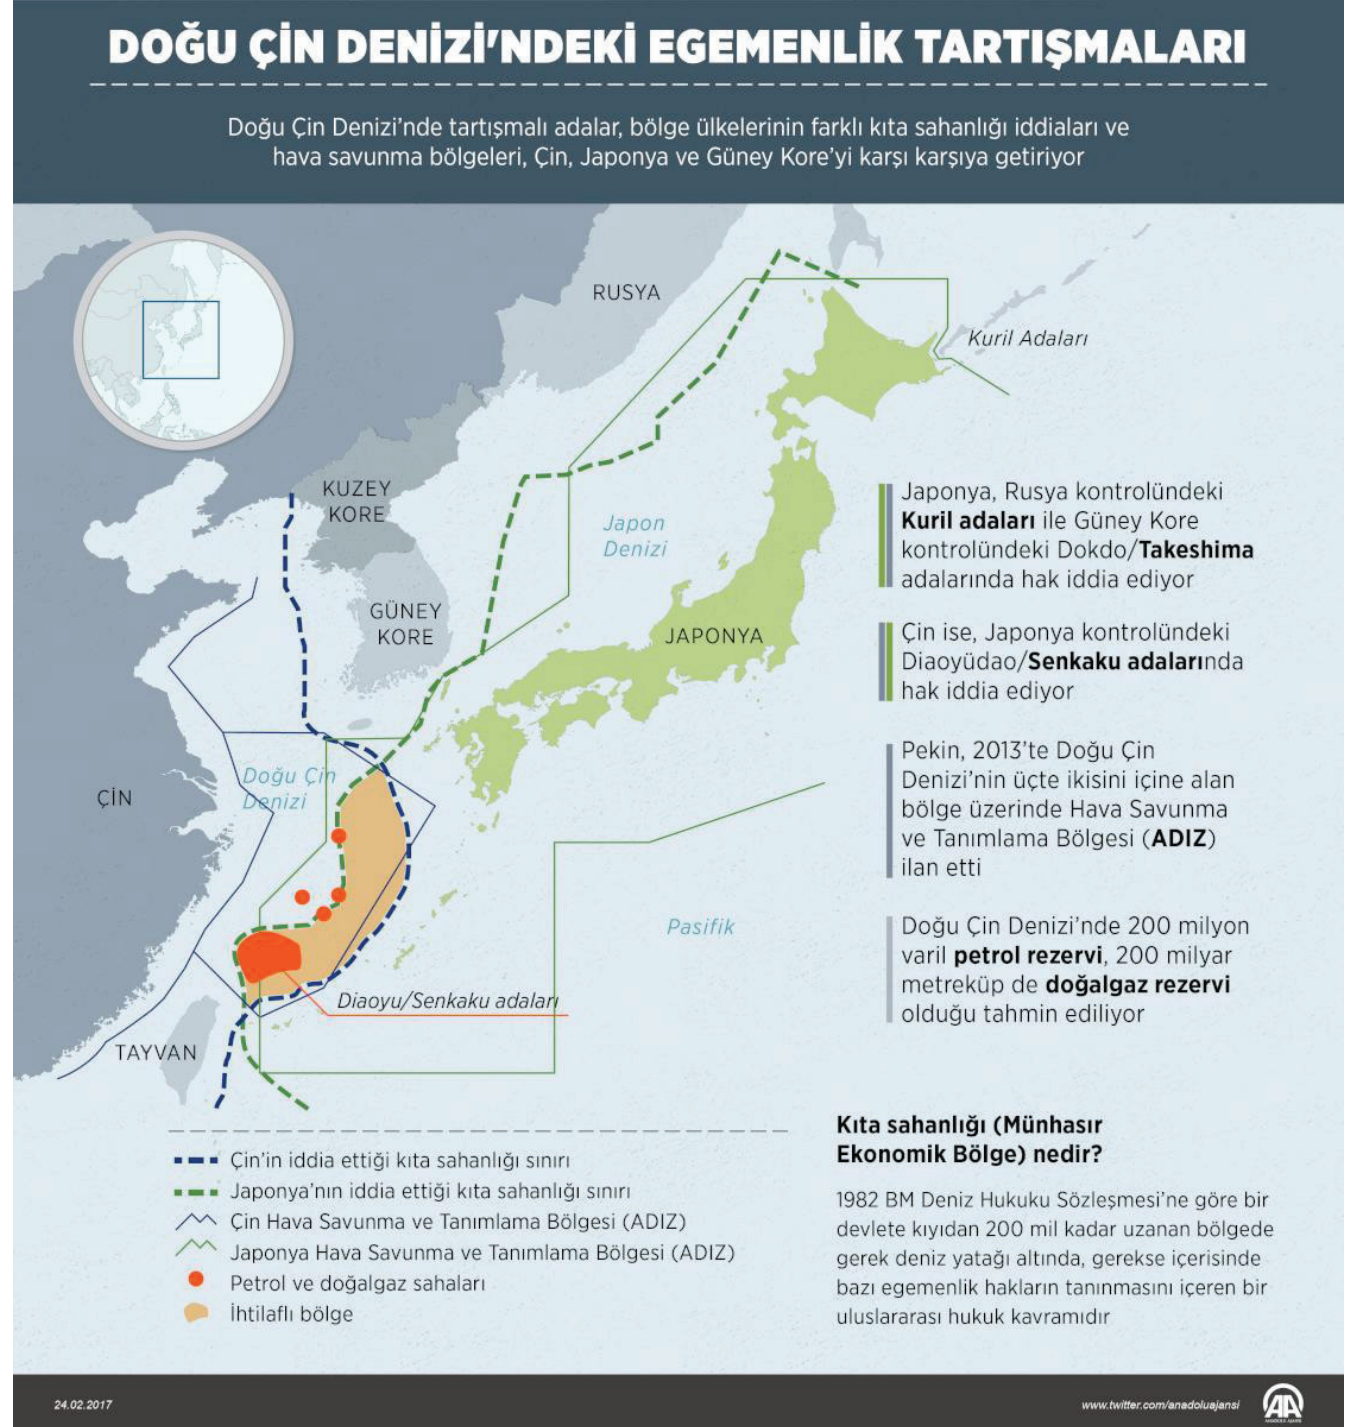 DOĞU ÇİN DENİZİ'NDEKİ EGEMENLİK TARTIŞMALARI
Doğu Çin Denizi’nde tartışmalı adalar, bölge ülkelerinin farklı kıta sahanlığı iddiaları ve
hava savunma bölgeleri, Çin, Japonya ve Güney Kore’yi karşı karşıya getiriyor
RUSYA
Kuril Adaları
KUZEY
KORE
Japon
Denizi
GÜNEY
KORE
JAPONYA
Doğu Çin
Denizi
ÇİN
Pasifik
Diaoyu/Senkaku adaları
TAYVAN
Japonya, Rusya kontrolündeki
Kuril adaları ile Güney Kore
kontrolündeki Dokdo/Takeshima
adalarında hak iddia ediyor
Çin ise, Japonya kontrolündeki
Diaoyüdao/Senkaku adalarında
hak iddia ediyor
Pekin, 2013’te Doğu Çin
Denizi’nin üçte ikisini içine alan
bölge üzerinde Hava Savunma
ve Tanımlama Bölgesi (ADIZ)
ilan etti
Doğu Çin Denizi’nde 200 milyon
varil petrol rezervi, 200 milyar
metreküp de doğalgaz rezervi
olduğu tahmin ediliyor
Çin’in iddia ettiği kıta sahanlığı sınırı
Japonya’nın iddia ettiği kıta sahanlığı sınırı
Çin Hava Savunma ve Tanımlama Bölgesi (ADIZ)
Japonya Hava Savunma ve Tanımlama Bölgesi (ADIZ)
Petrol ve doğalgaz sahaları
İhtilaflı bölge
Kıta sahanlığı (Münhasır
Ekonomik Bölge) nedir?
1982 BM Deniz Hukuku Sözleşmesi’ne göre bir
devlete kıyıdan 200 mil kadar uzanan bölgede
gerek deniz yatağı altında, gerekse içerisinde
bazı egemenlik hakların tanınmasını içeren bir
uluslararası hukuk kavramıdır
24.02.2017
www.twitter.com/anadoluajansi
AA
ANADOLU AJANSI